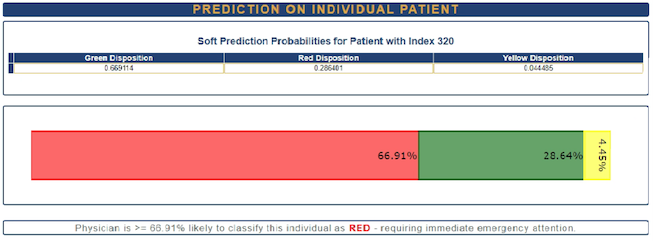 PREDICTION ON INDIVIDUAL PATIENT
Soft Prediction Probabilities for Patient with Index 320
Green Disposition Red Disposition Yellow Disposition
0.669114 0.286401 0.044485
66.91% 28.64% 4.45%
Physician is >= 66.91% likely to classify this individual as RED - requiring immediate emergency attention.